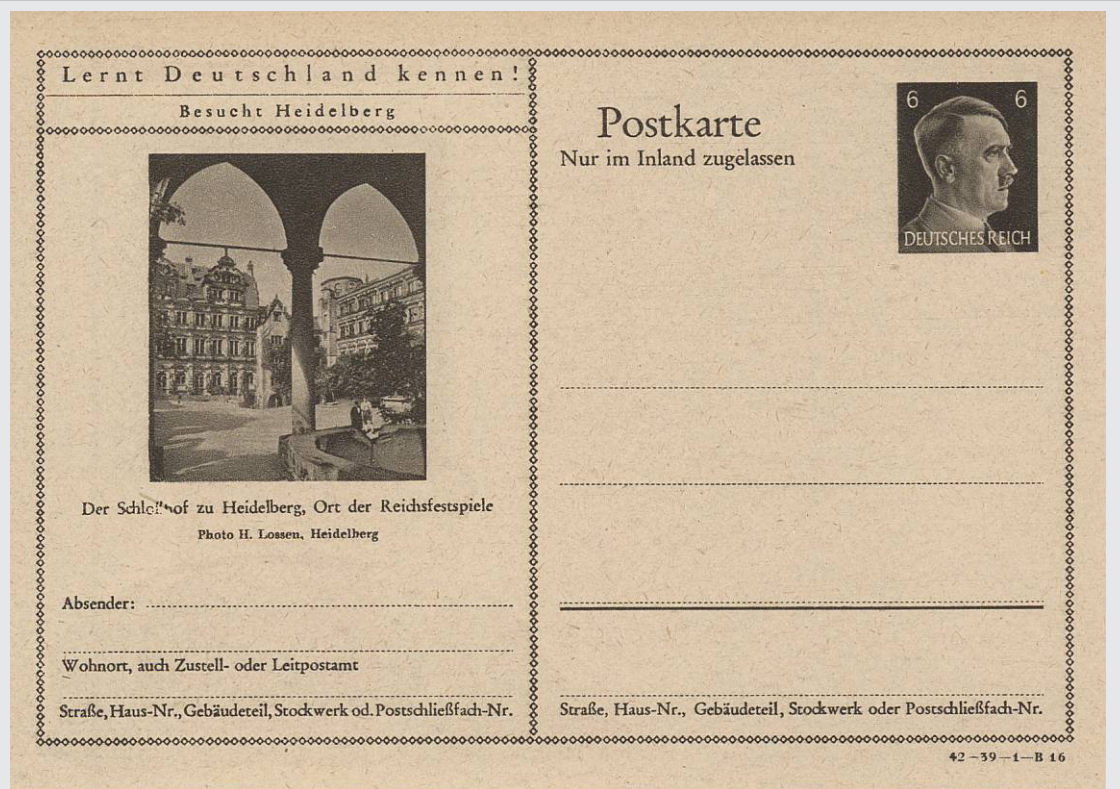 Lernt Deutschland kennen!
Besucht Heidelberg
Der Schloßhof zu Heidelberg, Ort der Reichsfestspiele
Photo H. Lossen, Heidelberg
Absender:
Wohnort, auch Zustell- oder Leitpostamt
Straße, Haus-Nr., Gebäudeteil, Stockwerk od. Postschließfach-Nr.
Postkarte
Nur im Inland zugelassen
6 6
DEUTSCHES REICH
Straße, Haus-Nr., Gebäudeteil, Stockwerk oder Postschließfach-Nr.
42-39-1-B 16